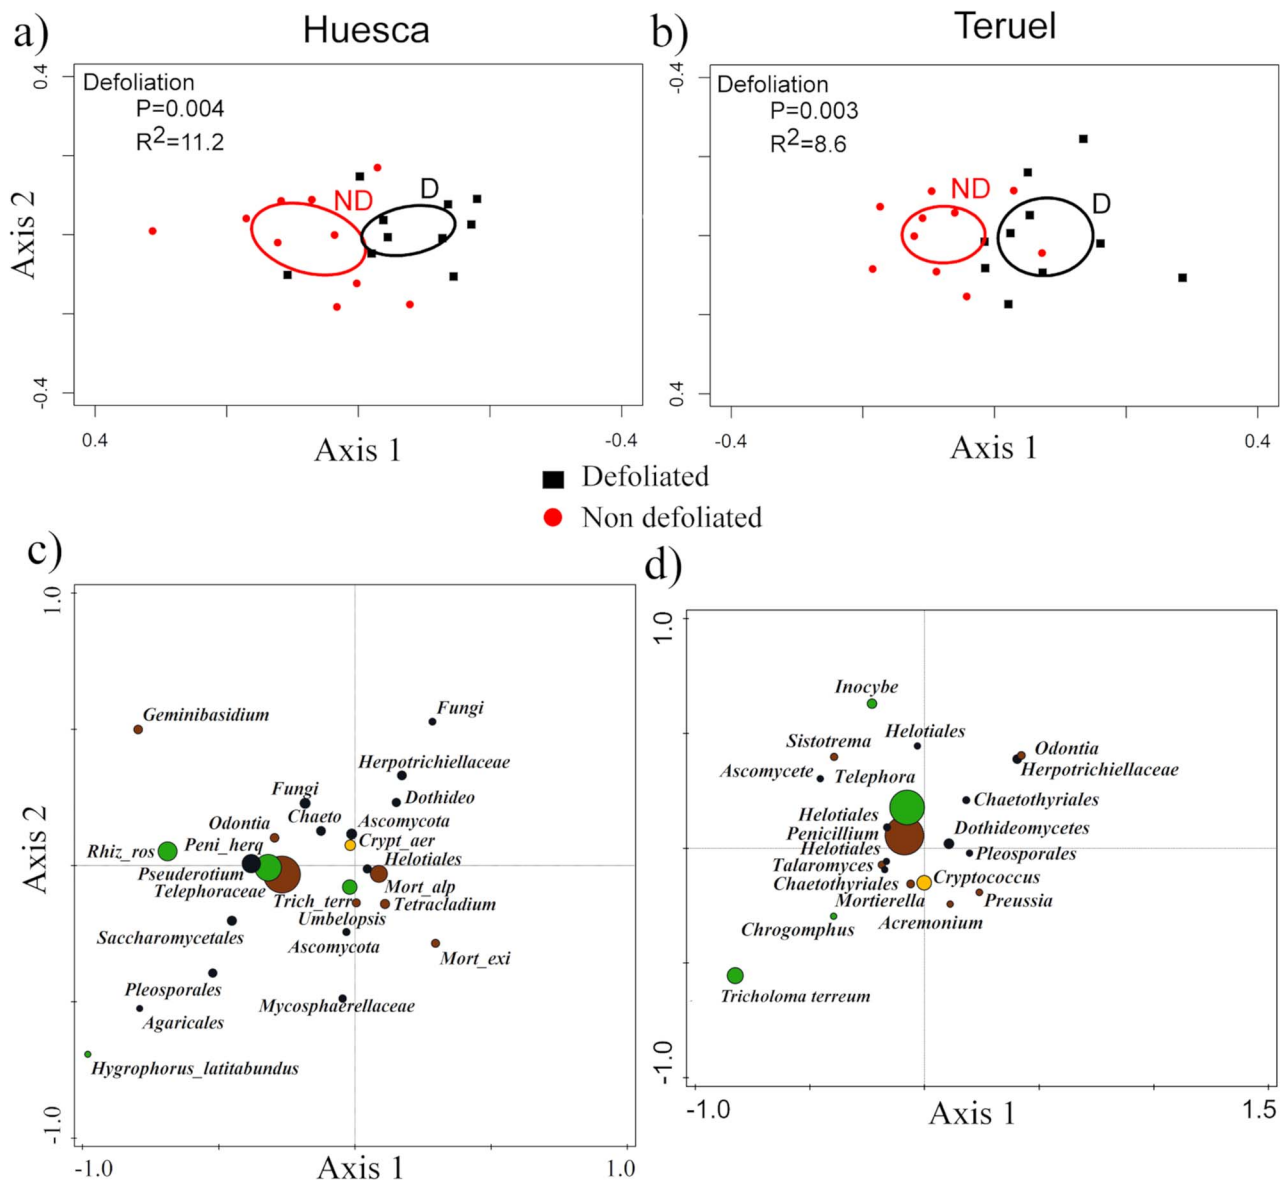 a)
Huesca
Defoliation
P=0.004
R2=11.2
0.4
Axis 2
-0.4
ND
D
0.4
Axis 1
-0.4
b)
Teruel
Defoliation
P=0.003
R2=8.6
-0.4
0.4
ND
D
-0.4
Axis 1
0.4
Defoliated
Non defoliated
c)
1.0
Axis 2
-1.0
Geminibasidium
Fungi
Herpotrichiellaceae
Fungi
Dothideo
Chaeto
Ascomycota
Odontia
Crypt_aer
Rhiz_ros
Peni_herq
Helotiales
Pseuderotium
Mort_alp
Telephoraceae
Trich_terr
Tetracladium
Umbelopsis
Saccharomycetales
Ascomycota
Mort_exi
Pleosporales
Mycosphaerellaceae
Agaricales
Hygrophorus_latitabundus
-1.0
Axis 1
1.0
d)
1.0
-1.0
Inocybe
Helotiales
Sistotrema
Odontia
Ascomycete
Telephora
Herpotrichiellaceae
Chaetothyriales
Helotiales
Penicillium
Dothideomycetes
Helotiales
Pleosporales
Talaromyces
Chaetothyriales
Cryptococcus
Mortierella
Preussia
Chrogomphus
Acremonium
Tricholoma terreum
-1.0
Axis 1
1.5